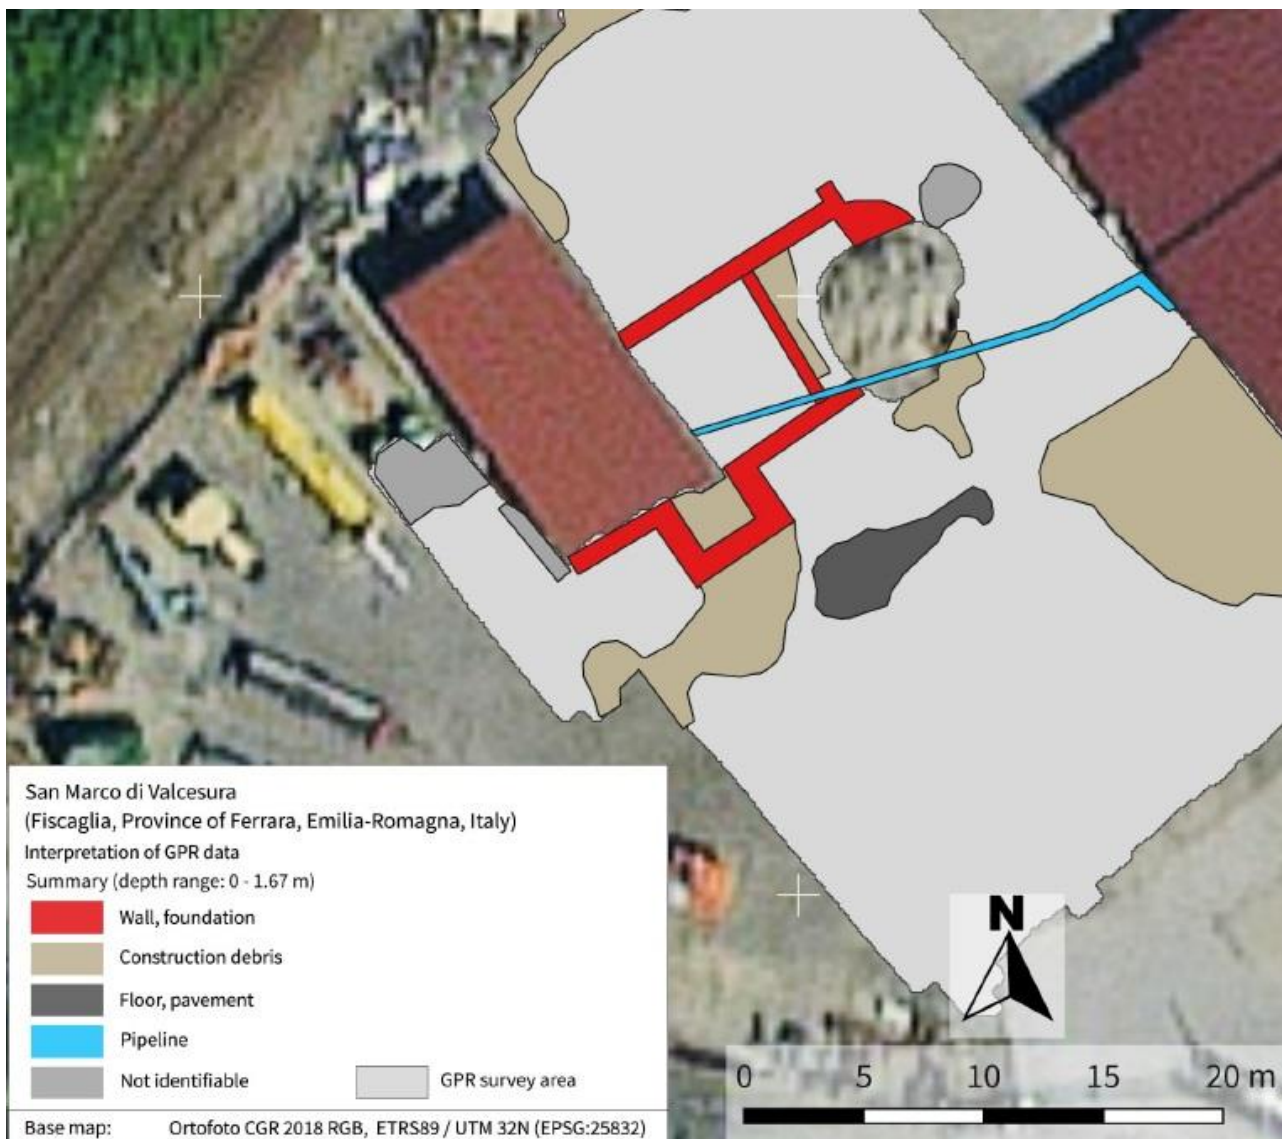 San Marco di Valcesura
(Fiscaglia, Province of Ferrara, Emilia-Romagna, Italy)
Interpretation of GPR data
Summary (depth range: 0 - 1.67 m)
Wall, foundation
Construction debris
Floor, pavement
Pipeline
Not identifiable
GPR survey area
Base map: Ortofoto CGR 2018 RGB, ETRS89 / UTM 32N (EPSG:25832)
N
0 5 10 15 20 m